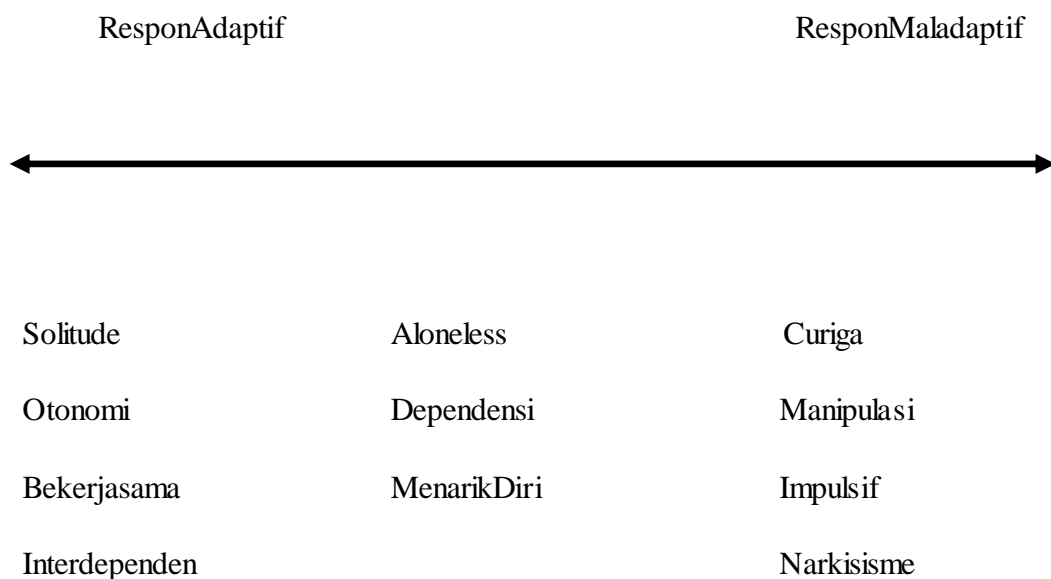 ResponAdaptif ResponMaladaptif
Solitude Aloneless Curiga
Otonomi Dependensi Manipulasi
Bekerjasama MenarikDiri Impulsif
Interdependen Narkisisme